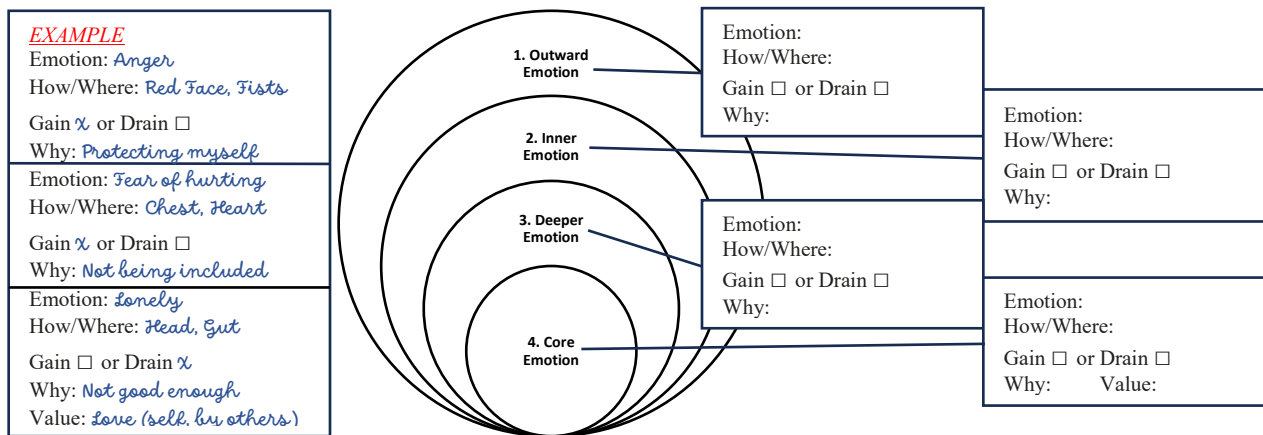 EXAMPLE
Emotion: Anger
How/Where: Red Face, Fists
Gain x or Drain ☐
Why: Protecting myself
Emotion: Fear of hurting
How/Where: Chest, Heart
Gain x or Drain ☐
Why: Not being included
Emotion: Lonely
How/Where: Head, Gut
Gain ☐ or Drain x
Why: Not good enough
Value: Love (self, by others)
1. Outward
Emotion
2. Inner
Emotion
3. Deeper
Emotion
4. Core
Emotion
Emotion:
How/Where:
Gain ☐ or Drain ☐
Why:
Emotion:
How/Where:
Gain ☐ or Drain ☐
Why:
Emotion:
How/Where:
Gain ☐ or Drain ☐
Why:
Emotion:
How/Where:
Gain ☐ or Drain ☐
Why: Value: